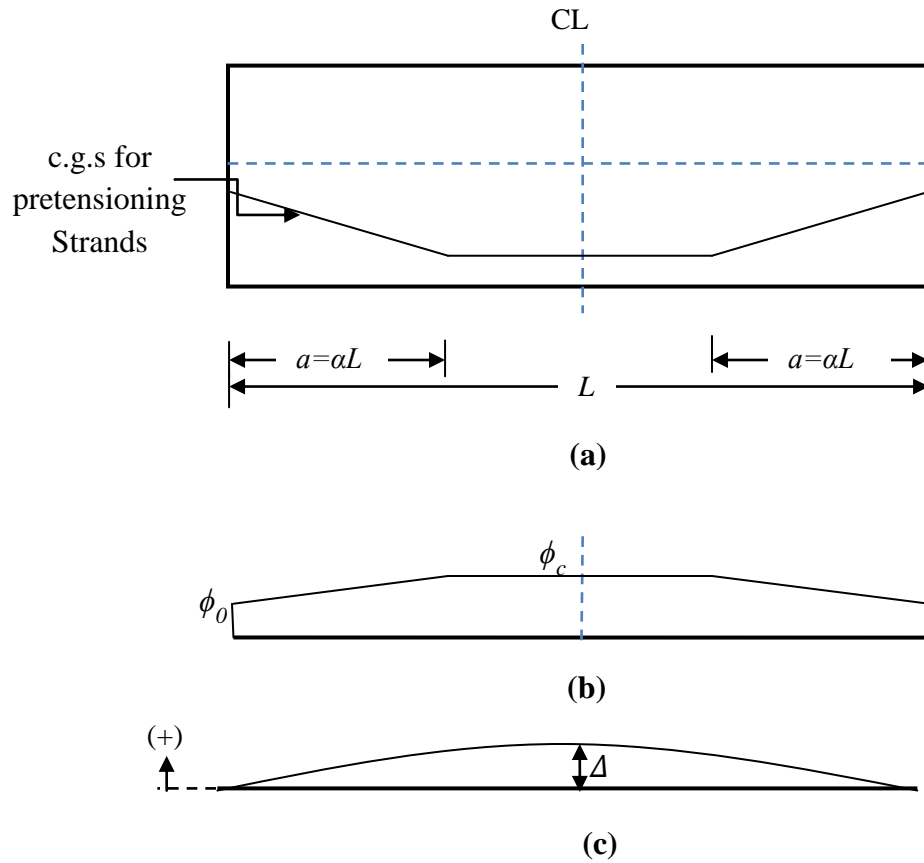 CL
c.g.s for
pretensioning
Strands
a=αL
a=αL
L
(a)
ϕc
ϕ0
(b)
(+)
Δ
(c)